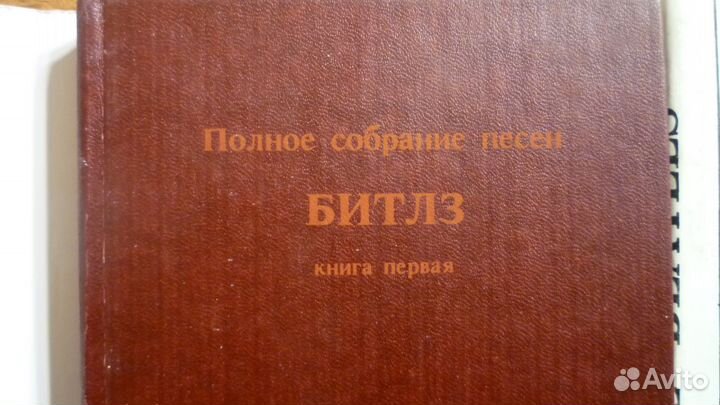 Полное собрание песен
БИТЛЗ
книга первая
Avito